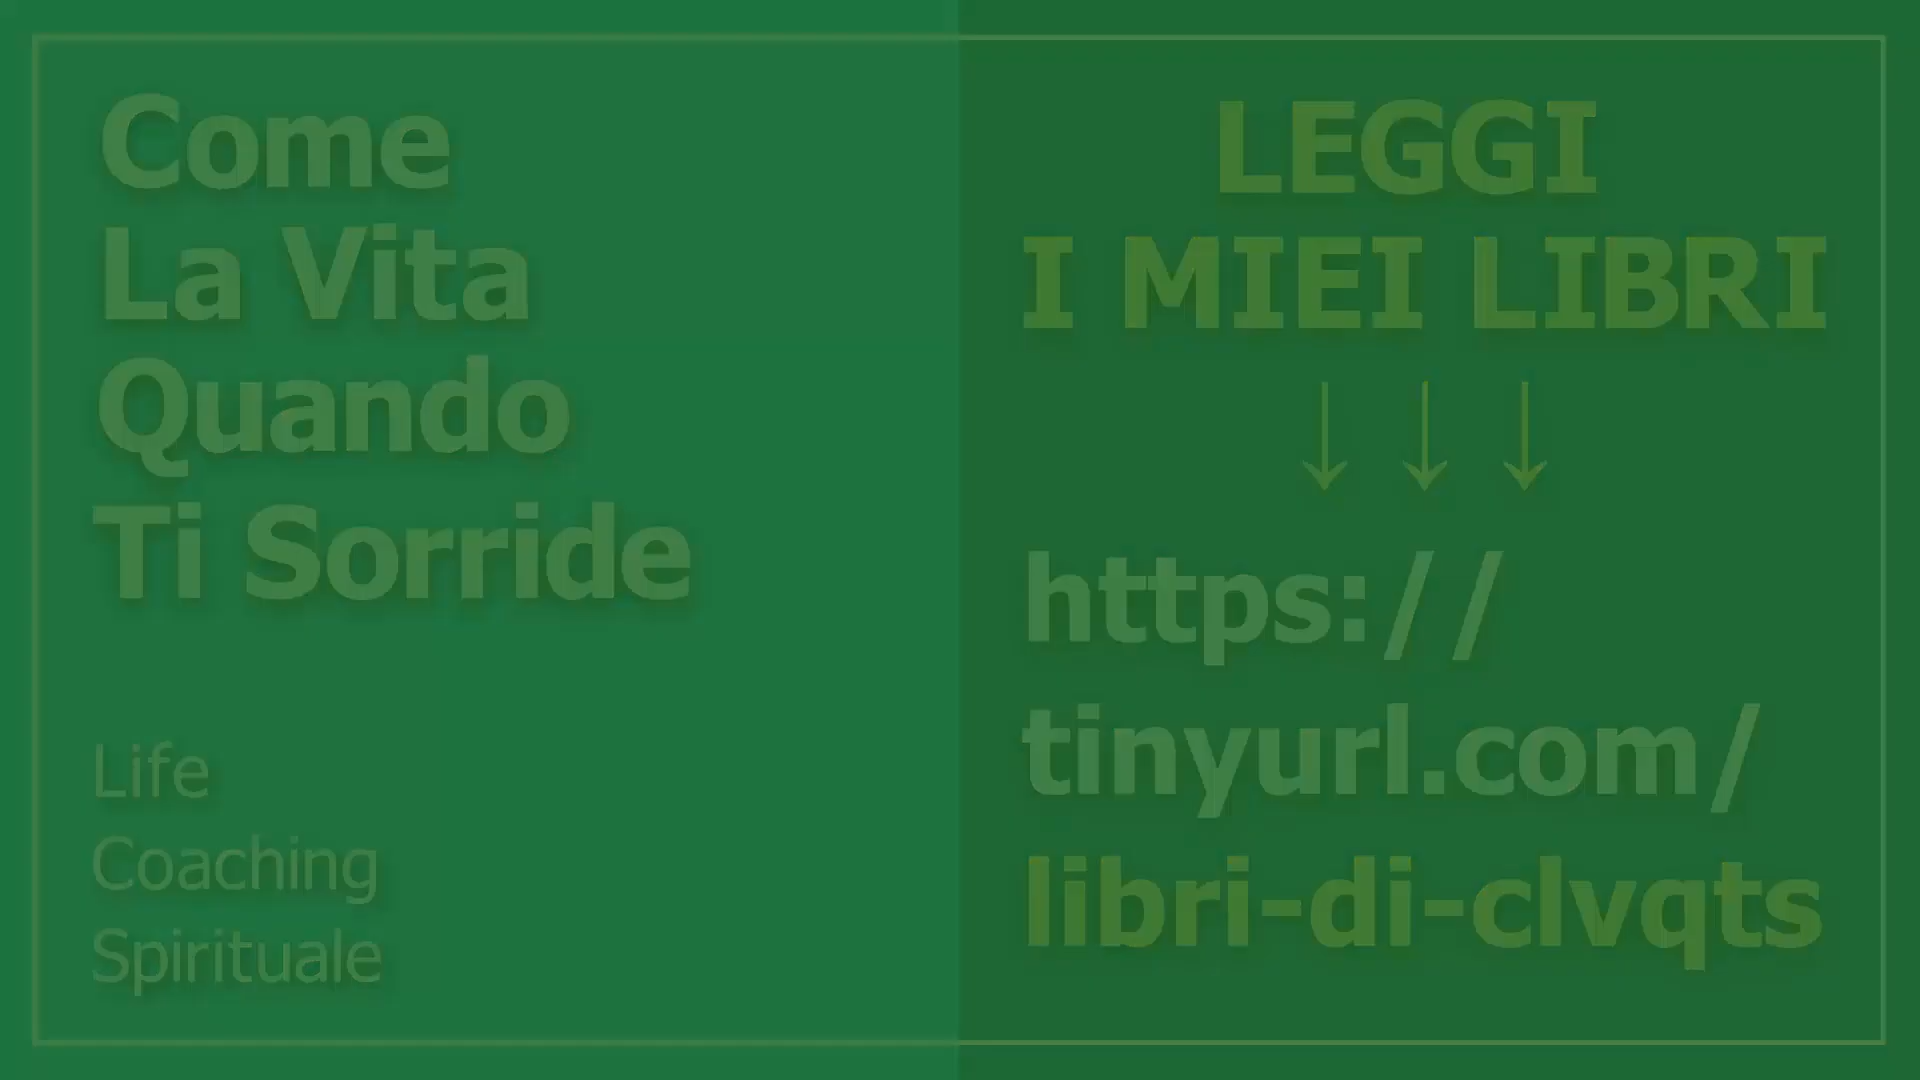 Come
La Vita
Quando
Ti Sorride
Life
Coaching
Spirituale
LEGGI
I MIEI LIBRI
↓ ↓ ↓
https://
tinyurl.com/
libri-di-clvqts